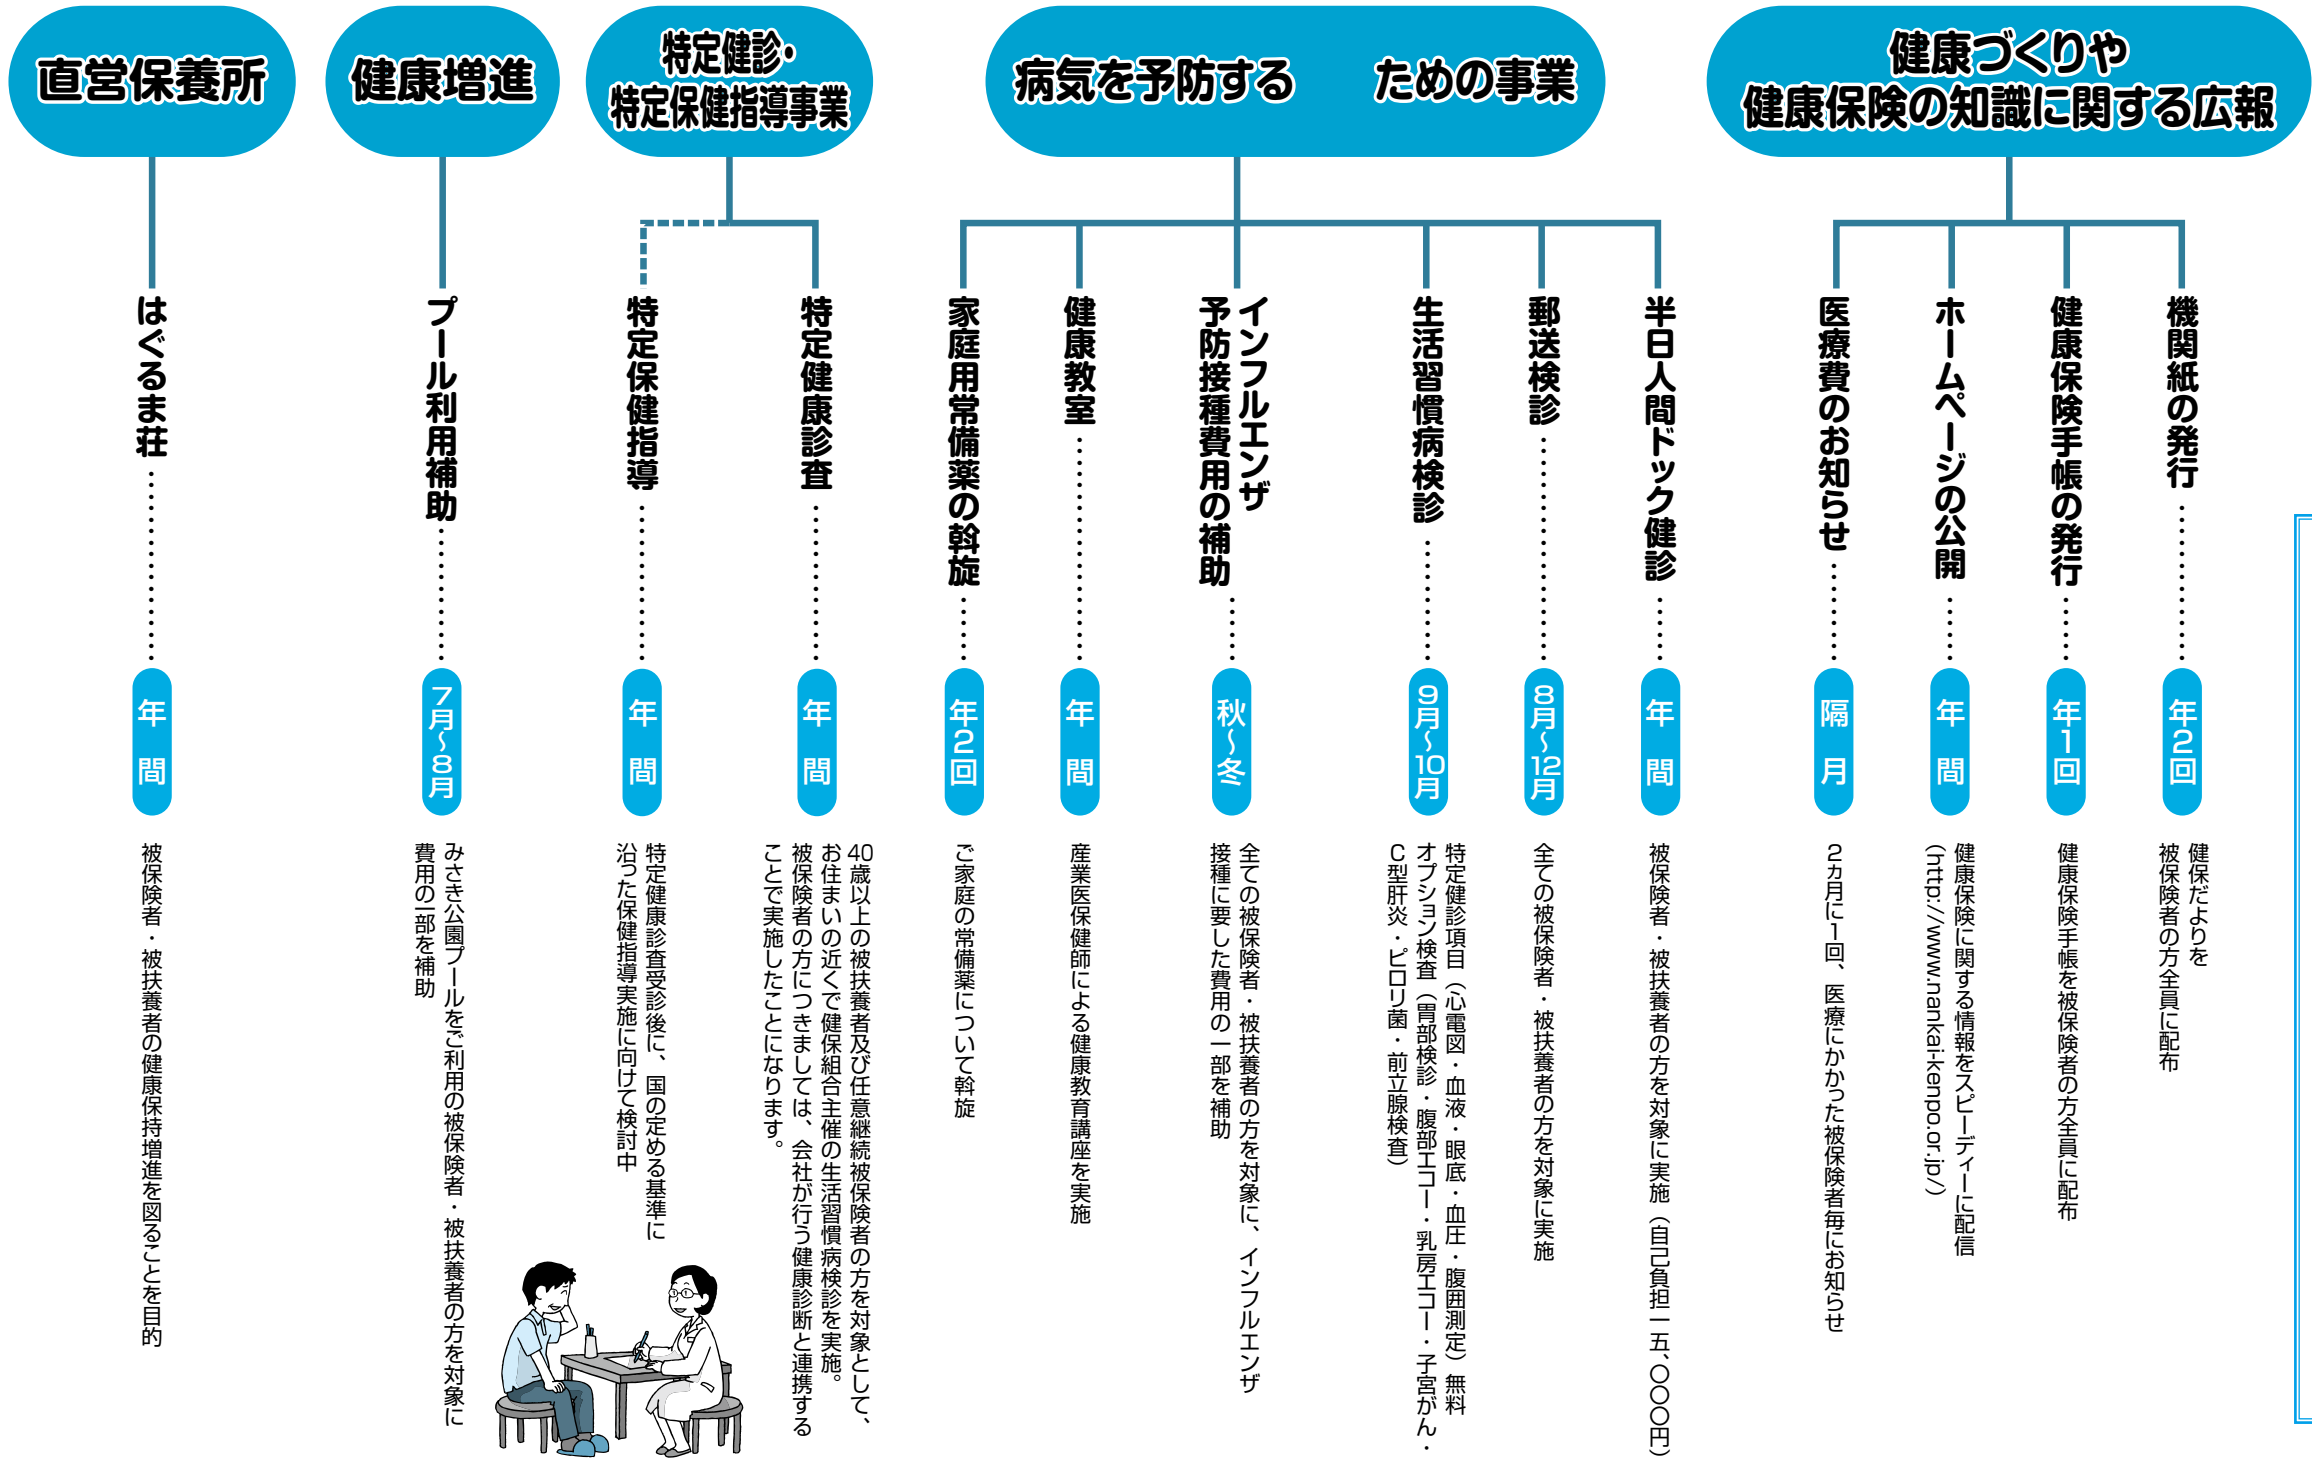 健康づくりや
健康保険の知識に関する広報
機関紙の発行
年2回
健保だよりを
被保険者の方全員に配布
健康保険手帳の発行
年1回
健康保険手帳を被保険者の方全員に配布
ホームページの公開
年間
健康保険に関する情報をスピーディーに配信
(http://www.nankai-kenpo.or.jp/)
医療費のお知らせ
隔月
2ヵ月に1回、医療にかかった被保険者毎にお知らせ
病気を予防する ための事業
半日人間ドック健診
年間
被保険者・被扶養者の方を対象に実施(自己負担一五、〇〇〇円)
郵送検診
8月〜12月
全ての被保険者・被扶養者の方を対象に実施
生活習慣病検診
9月〜10月
特定健診項目(心電図・血液・眼底・血圧・腹囲測定)無料
オプション検査(胃部検診・腹部エコー・乳房エコー・子宮がん・
C型肝炎・ピロリ菌・前立腺検査)
インフルエンザ
予防接種費用の補助
秋〜冬
全ての被保険者・被扶養者の方を対象に、インフルエンザ
接種に要した費用の一部を補助
健康教室
年間
産業医保健師による健康教育講座を実施
家庭用常備薬の斡旋
年2回
ご家庭の常備薬について斡旋
特定健診・
特定保健指導事業
特定健康診査
年間
40歳以上の被扶養者及び任意継続被保険者の方を対象として、
お住まいの近くで健保組合主催の生活習慣病検診を実施。
被保険者の方につきましては、会社が行う健康診断と連携する
ことで実施したことになります。
特定保健指導
年間
特定健康診査受診後に、国の定める基準に
沿った保健指導実施に向けて検討中
健康増進
プール利用補助
7月〜8月
みさき公園プールをご利用の被保険者・被扶養者の方を対象に
費用の一部を補助
直営保養所
はぐるま荘
年間
被保険者・被扶養者の健康保持増進を図ることを目的